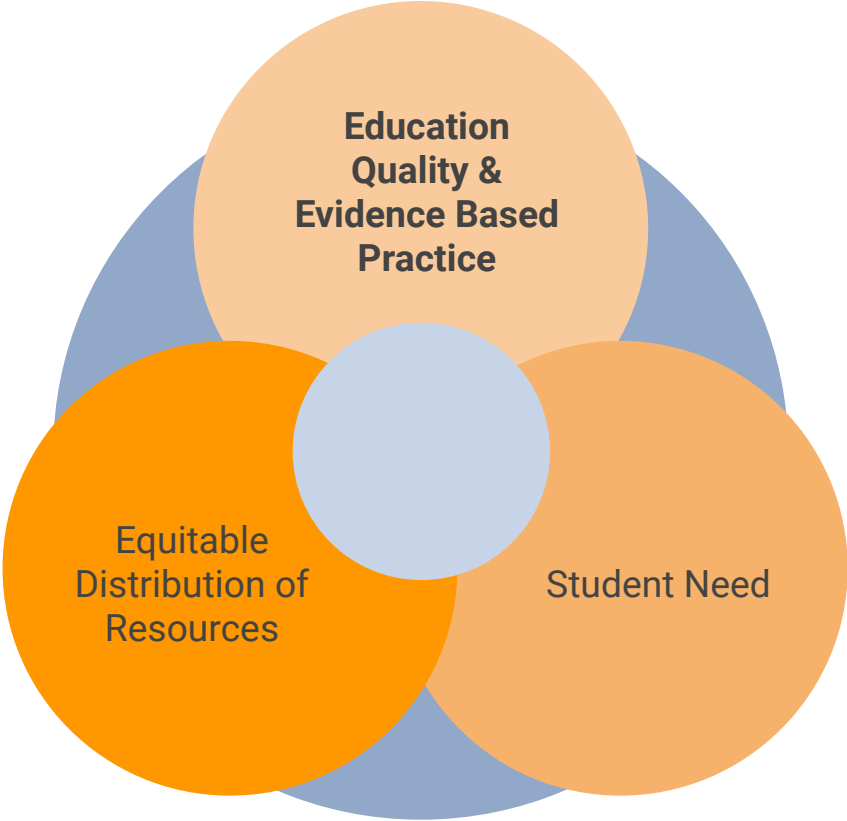 Education
Quality &
Evidence Based
Practice
Equitable
Distribution of
Resources
Student Need